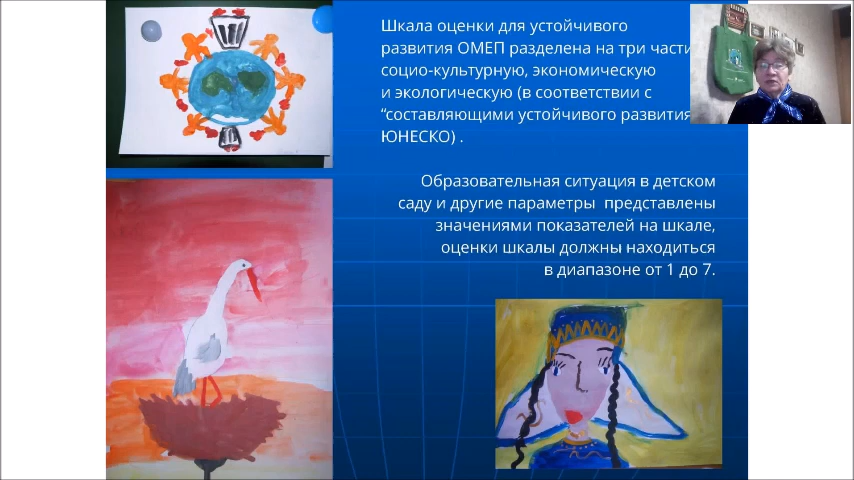 Шкала оценки для устойчивого
развития ОМЕП разделена на три части
социо-культурную, экономическую
и экологическую (в соответствии с
“составляющими устойчивого развития
ЮНЕСКО) .
Образовательная ситуация в детском
саду и другие параметры представлены
значениями показателей на шкале,
оценки шкалы должны находиться
в диапазоне от 1 до 7.